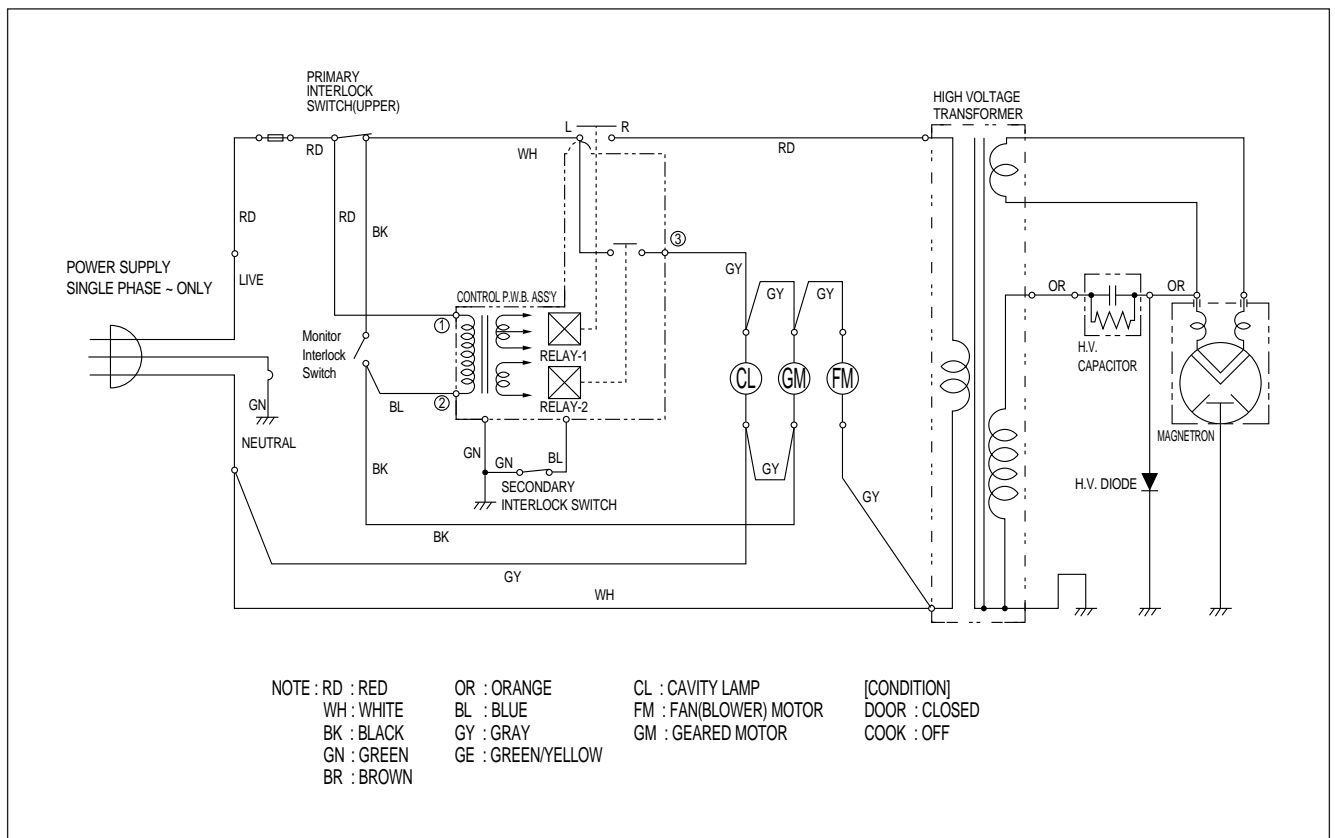 PRIMARY
INTERLOCK
SWITCH(UPPER)
HIGH VOLTAGE
TRANSFORMER
L
R
RD
WH
RD
RD
RD
BK
POWER SUPPLY
SINGLE PHASE ~ ONLY
LIVE
③
GY
GY
GY
OR
OR
CONTROL P.W.B. ASS'Y
①
Monitor
Interlock
Switch
RELAY-1
H.V.
CAPACITOR
CL
GM
FM
②
BL
RELAY-2
GN
NEUTRAL
MAGNETRON
BK
GN
GN
BL
GY
SECONDARY
INTERLOCK SWITCH
H.V. DIODE
GY
BK
GY
WH
NOTE : RD : RED
WH : WHITE
BK : BLACK
GN : GREEN
BR : BROWN
OR : ORANGE
BL : BLUE
GY : GRAY
GE : GREEN/YELLOW
CL : CAVITY LAMP
FM : FAN(BLOWER) MOTOR
GM : GEARED MOTOR
[CONDITION]
DOOR : CLOSED
COOK : OFF